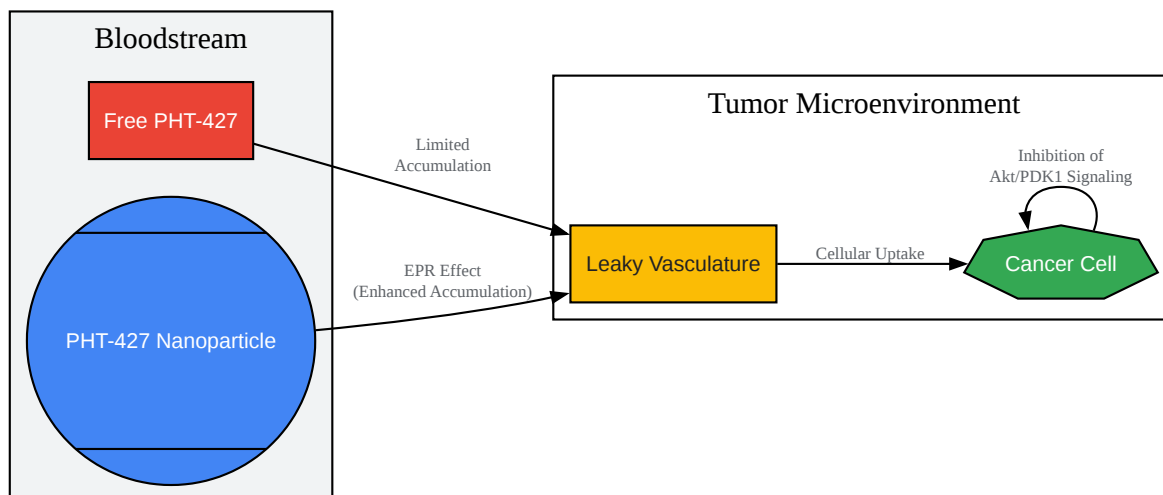 Bloodstream
Free PHT-427
PHT-427 Nanoparticle
Limited
Accumulation
EPR Effect
(Enhanced Accumulation)
Tumor Microenvironment
Leaky Vasculature
Cellular Uptake
Inhibition of
Akt/PDK1 Signaling
Cancer Cell